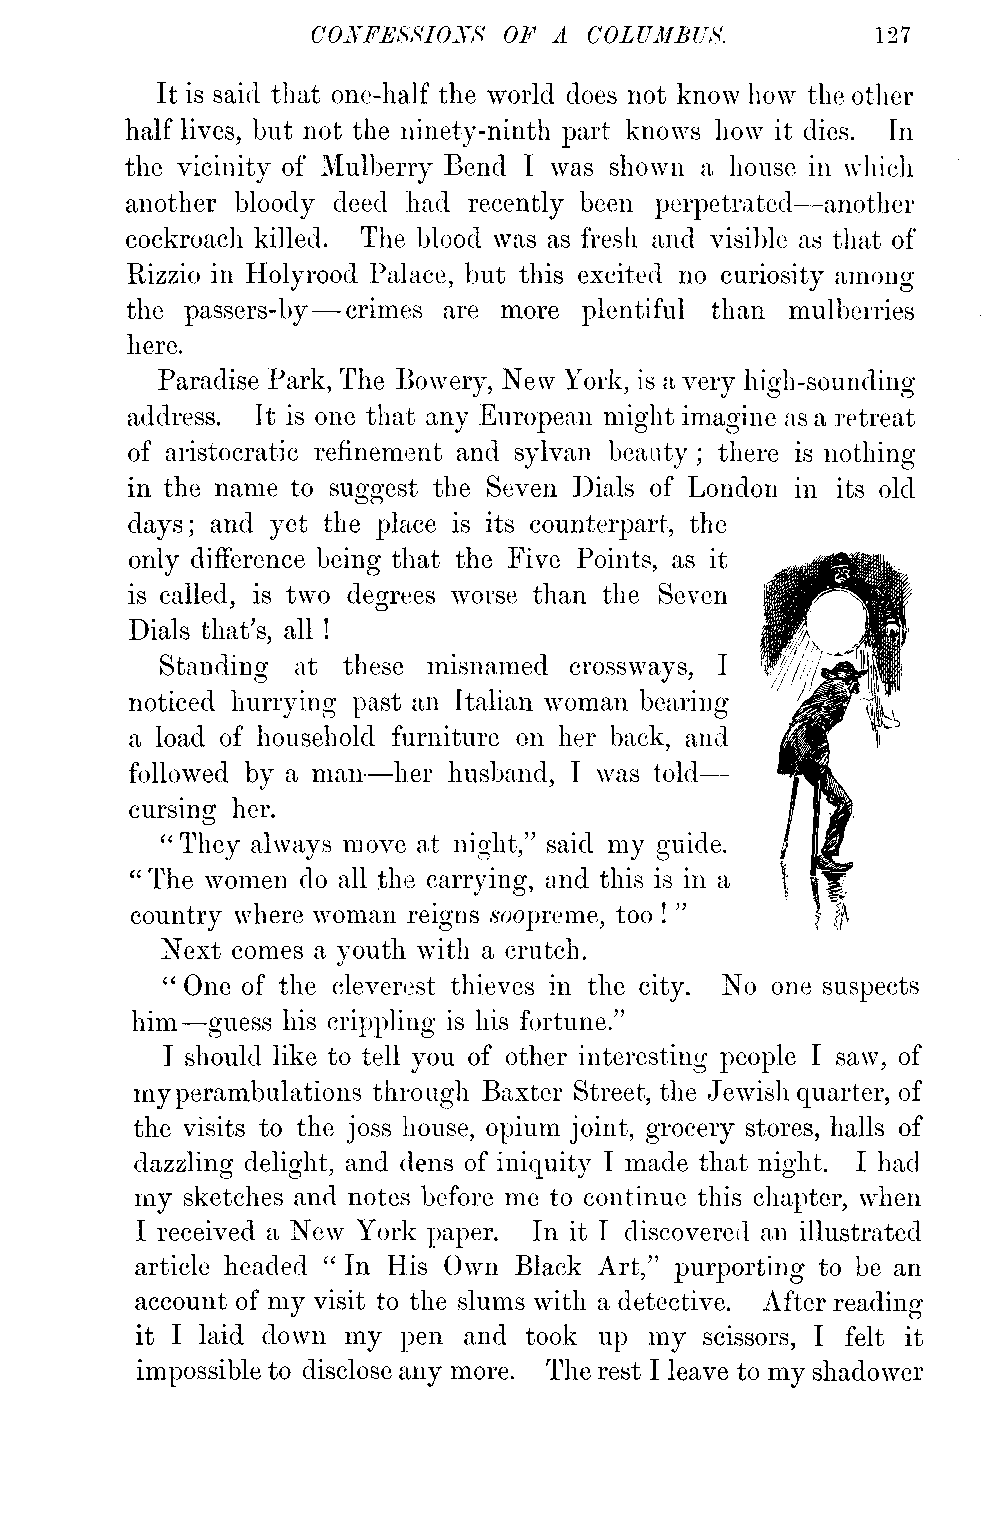 CONFESSIONS OF A COLUMBUS. 127
It is said that one-half the world does not know how the other
half lives, but not the ninety-ninth part knows how it dies. In
the vicinity of Mulberry Bend I was shown a house in which
another bloody deed had recently been perpetrated—another
cockroach killed. The blood was as fresh and visible as that of
Rizzio in Holyrood Palace, but this excited no curiosity among
the passers-by—crimes are more plentiful than mulberries
here.
Paradise Park, The Bowery, New York, is a very high-sounding
address. It is one that any European might imagine as a retreat
of aristocratic refinement and sylvan beauty; there is nothing
in the name to suggest the Seven Dials of London in its old
days; and yet the place is its counterpart, the
only difference being that the Five Points, as it
is called, is two degrees worse than the Seven
Dials that's, all!
Standing at these misnamed crossways, I
noticed hurrying past an Italian woman bearing
a load of household furniture on her back, and
followed by a man—her husband, I was told—
cursing her.
"They always move at night," said my guide.
"The women do all the carrying, and this is in a
country where woman reigns soopreme, too!"
Next comes a youth with a crutch.
"One of the cleverest thieves in the city. No one suspects
him—guess his crippling is his fortune."
I should like to tell you of other interesting people I saw, of
my perambulations through Baxter Street, the Jewish quarter, of
the visits to the joss house, opium joint, grocery stores, halls of
dazzling delight, and dens of iniquity I made that night. I had
my sketches and notes before me to continue this chapter, when
I received a New York paper. In it I discovered an illustrated
article headed "In His Own Black Art," purporting to be an
account of my visit to the slums with a detective. After reading
it I laid down my pen and took up my scissors, I felt it
impossible to disclose any more. The rest I leave to my shadower